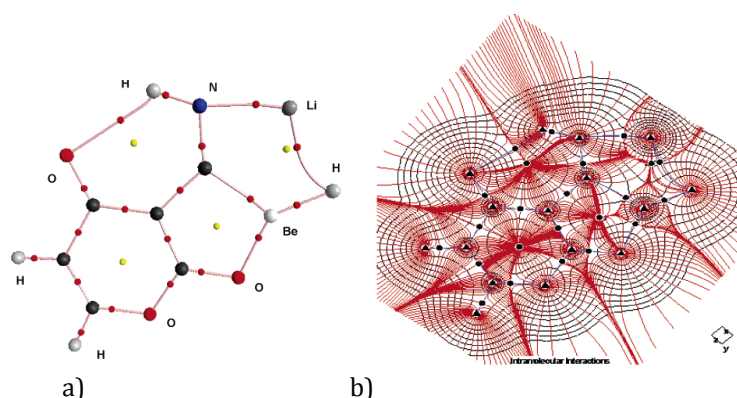 H
N
Li
H
O
Be
H
O
O
H
x
z
y
Intramolecular Interactions
a)
b)